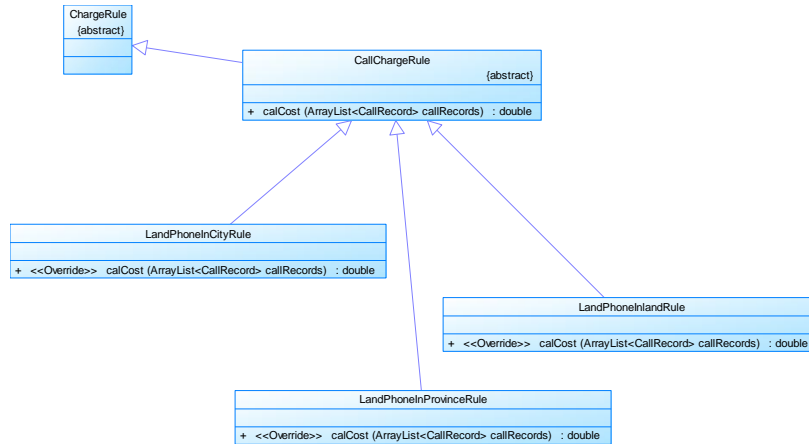 ChargeRule
{abstract}
CallChargeRule
{abstract}
+ calCost (ArrayList<CallRecord> callRecords) : double
LandPhoneInCityRule
+ <<Override>> calCost (ArrayList<CallRecord> callRecords) : double
LandPhoneInlandRule
+ <<Override>> calCost (ArrayList<CallRecord> callRecords) : double
LandPhoneInProvinceRule
+ <<Override>> calCost (ArrayList<CallRecord> callRecords) : double